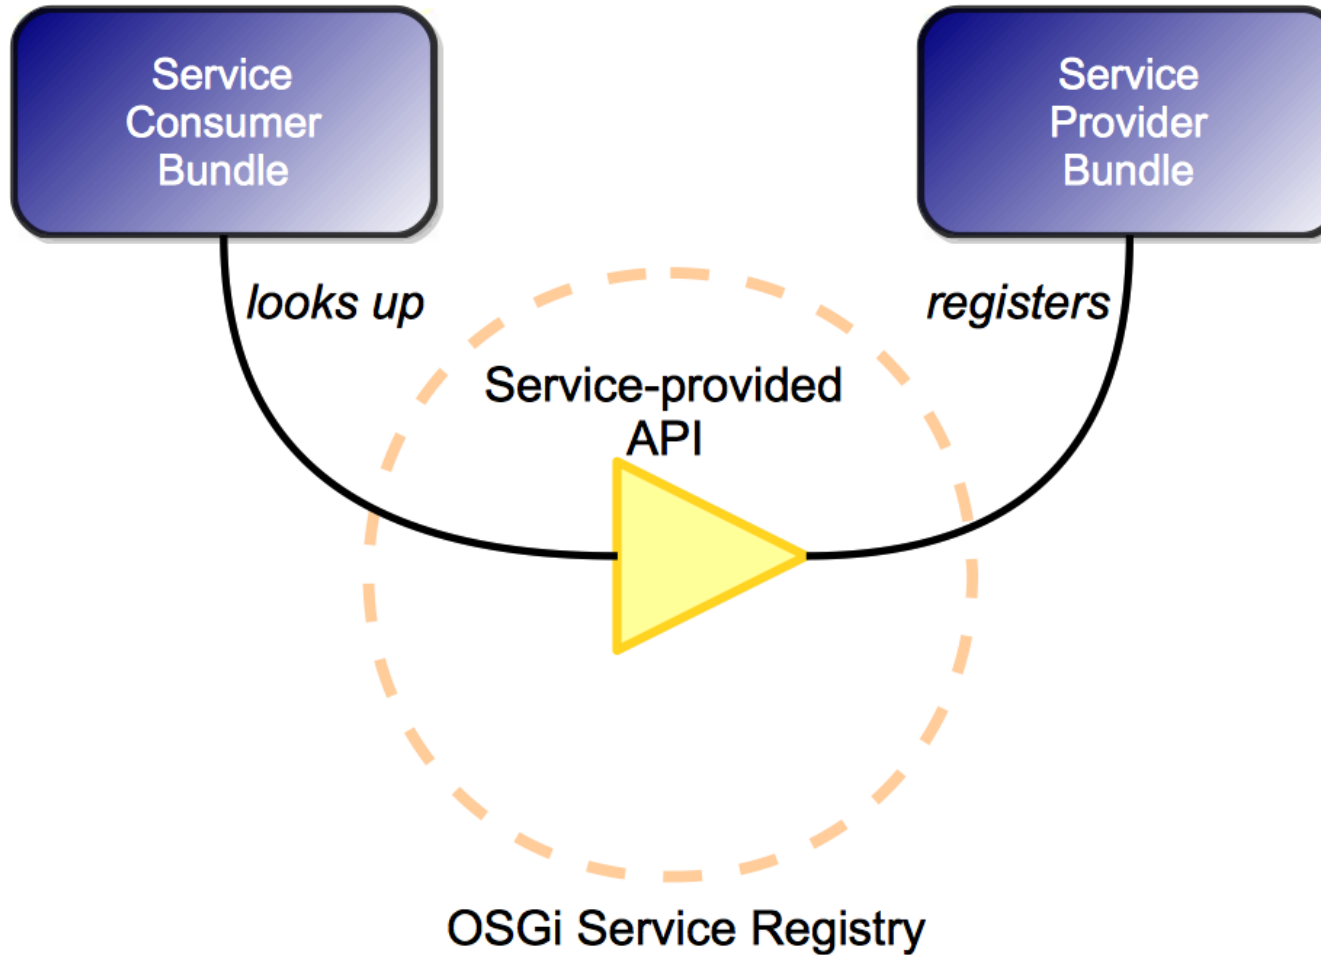 Service
Consumer
Bundle
Service
Provider
Bundle
looks up
registers
Service-provided
API
OSGi Service Registry